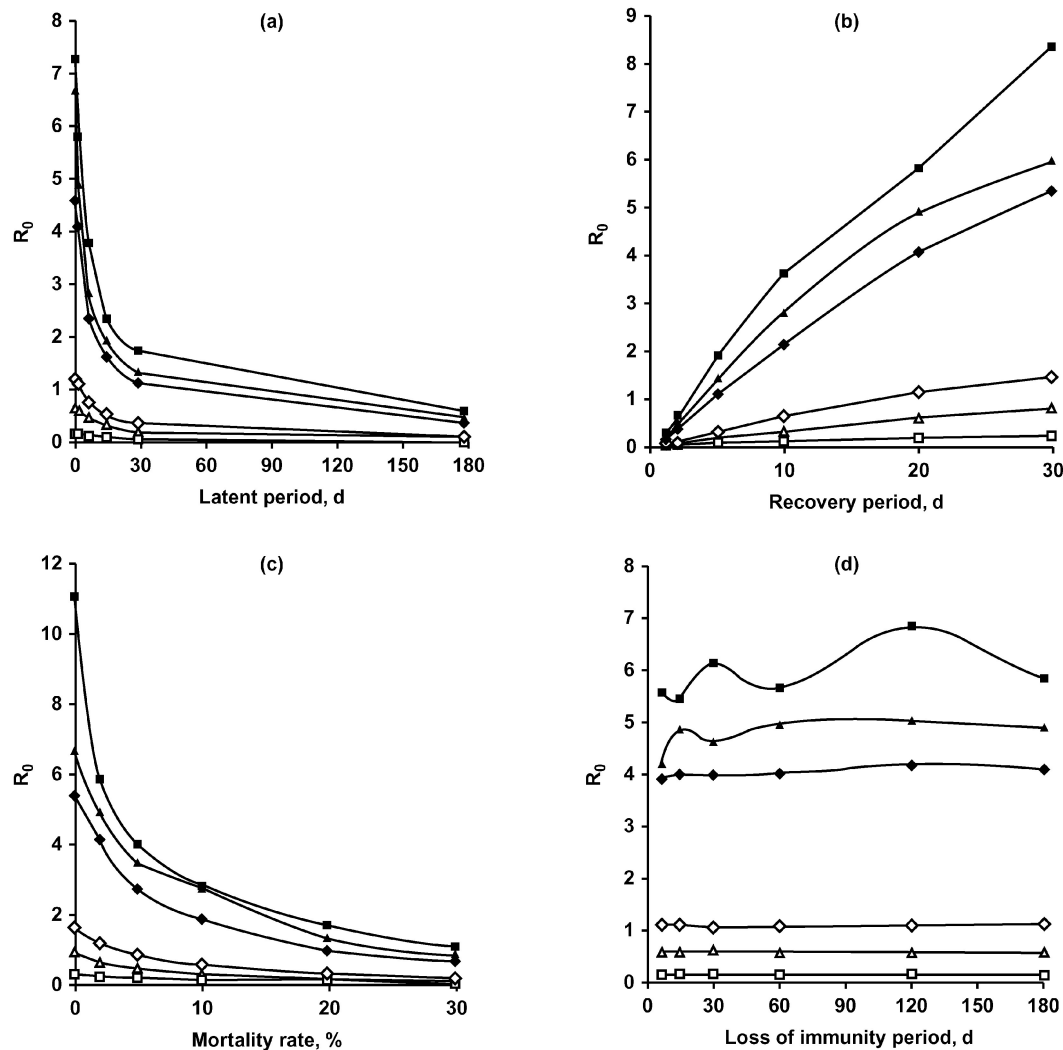 (a)
8
7
6
5
4
3
2
1
0
R0
0 30 60 90 120 150 180
Latent period, d
(b)
9
8
7
6
5
4
3
2
1
0
R0
0 10 20 30
Recovery period, d
(c)
12
10
8
6
4
2
0
R0
0 10 20 30
Mortality rate, %
(d)
8
7
6
5
4
3
2
1
0
R0
0 30 60 90 120 150 180
Loss of immunity period, d